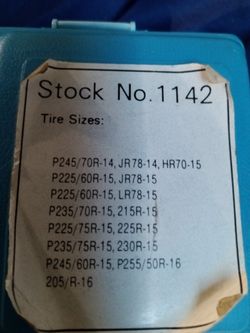 Stock No. 1142
Tire Sizes:
P245/70R-14, JR78-14, HR70-15
P225/60R-15, JR78-15
P225/60R-15, LR78-15
P235/70R-15, 215R-15
P225/75R-15, 225R-15
P235/75R-15, 230R-15
P245/60R-15, P255/50R-16
205/R-16